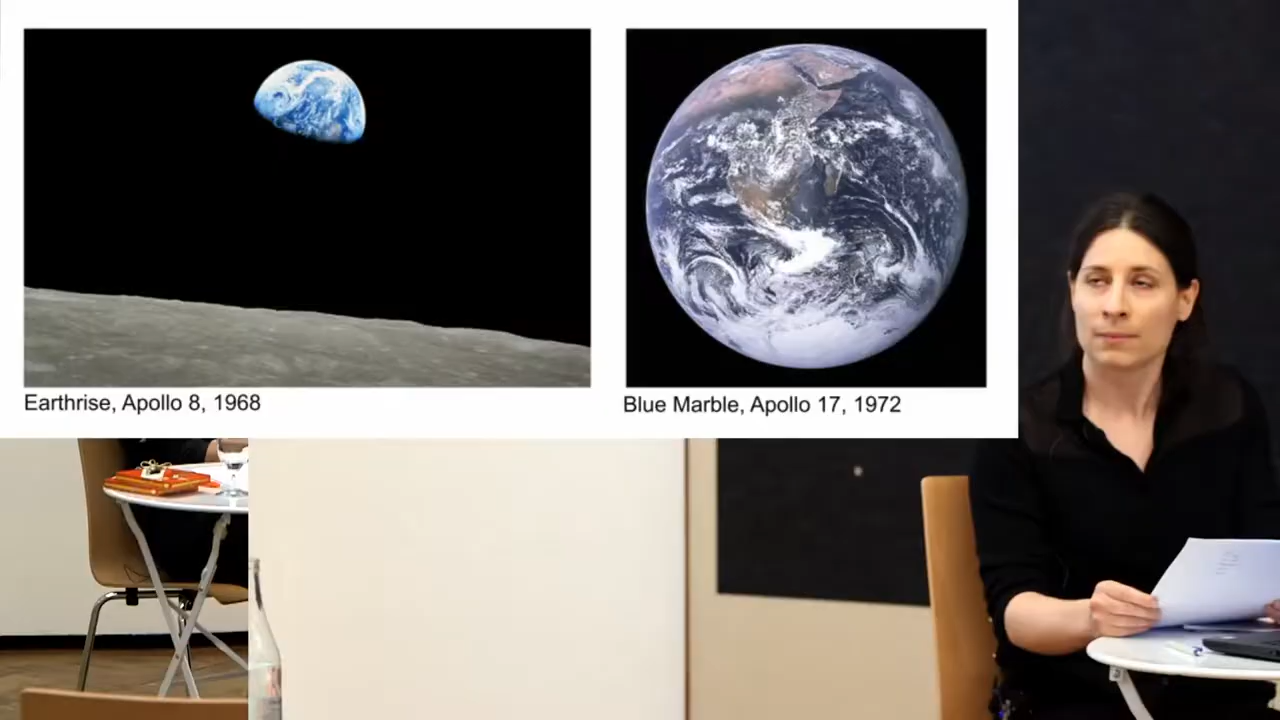 Earthrise, Apollo 8, 1968
Blue Marble, Apollo 17, 1972